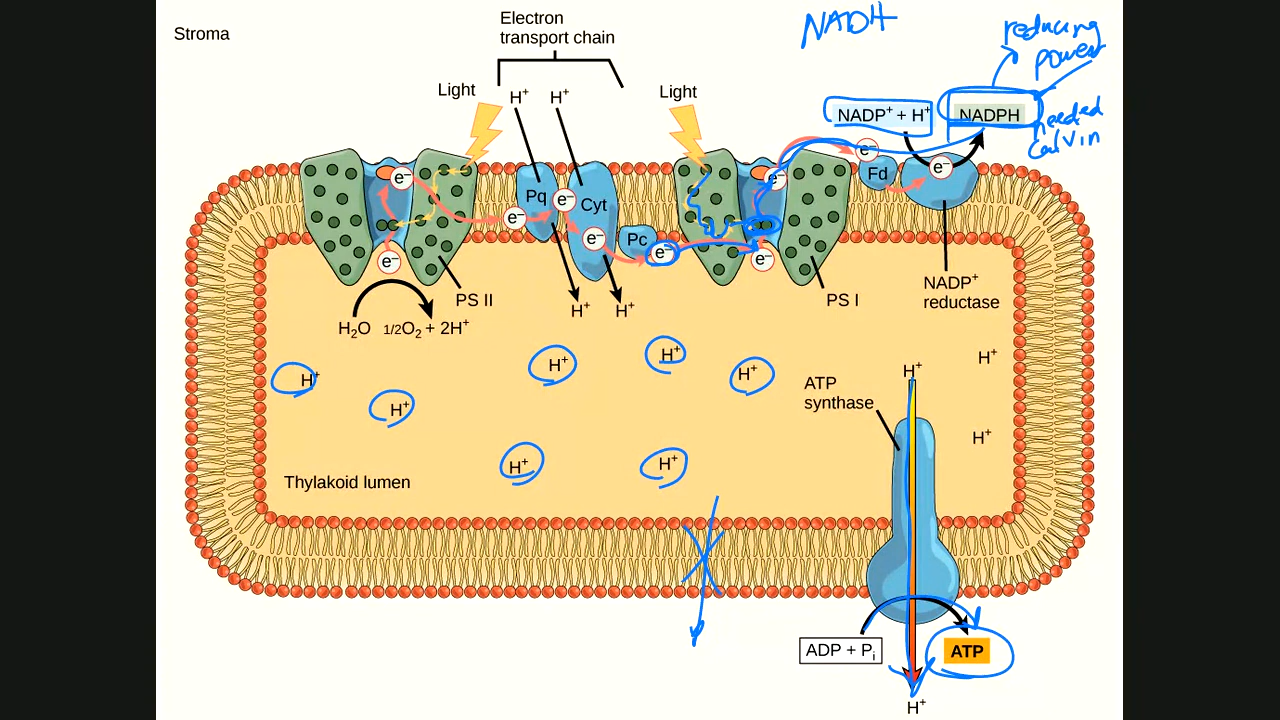 Stroma
Electron
transport chain
NADH
reducing
power
Light
H⁺ H⁺
Light
NADP⁺ + H⁺ NADPH
needed
calvin
e⁻
e⁻
Fd
e⁻
e⁻
Pq
e⁻
Cyt
e⁻
e⁻
Pc
e⁻
e⁻
e⁻
PS II
H⁺ H⁺
PS I
NADP⁺
reductase
H₂O 1/2O₂ + 2H⁺
H⁺
H⁺
H⁺
H⁺
H⁺
H⁺
H⁺
ATP
synthase
H⁺
H⁺
H⁺
H⁺
Thylakoid lumen
ADP + Pᵢ
ATP
H⁺